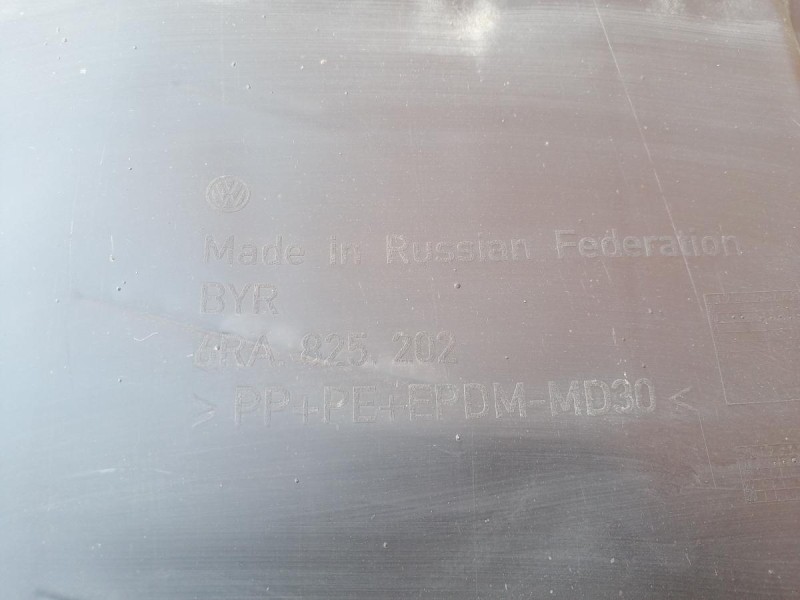 Made in Russian Federation
BYR
6RA. 825. 202
>PP+PE+EPDM-MD30<